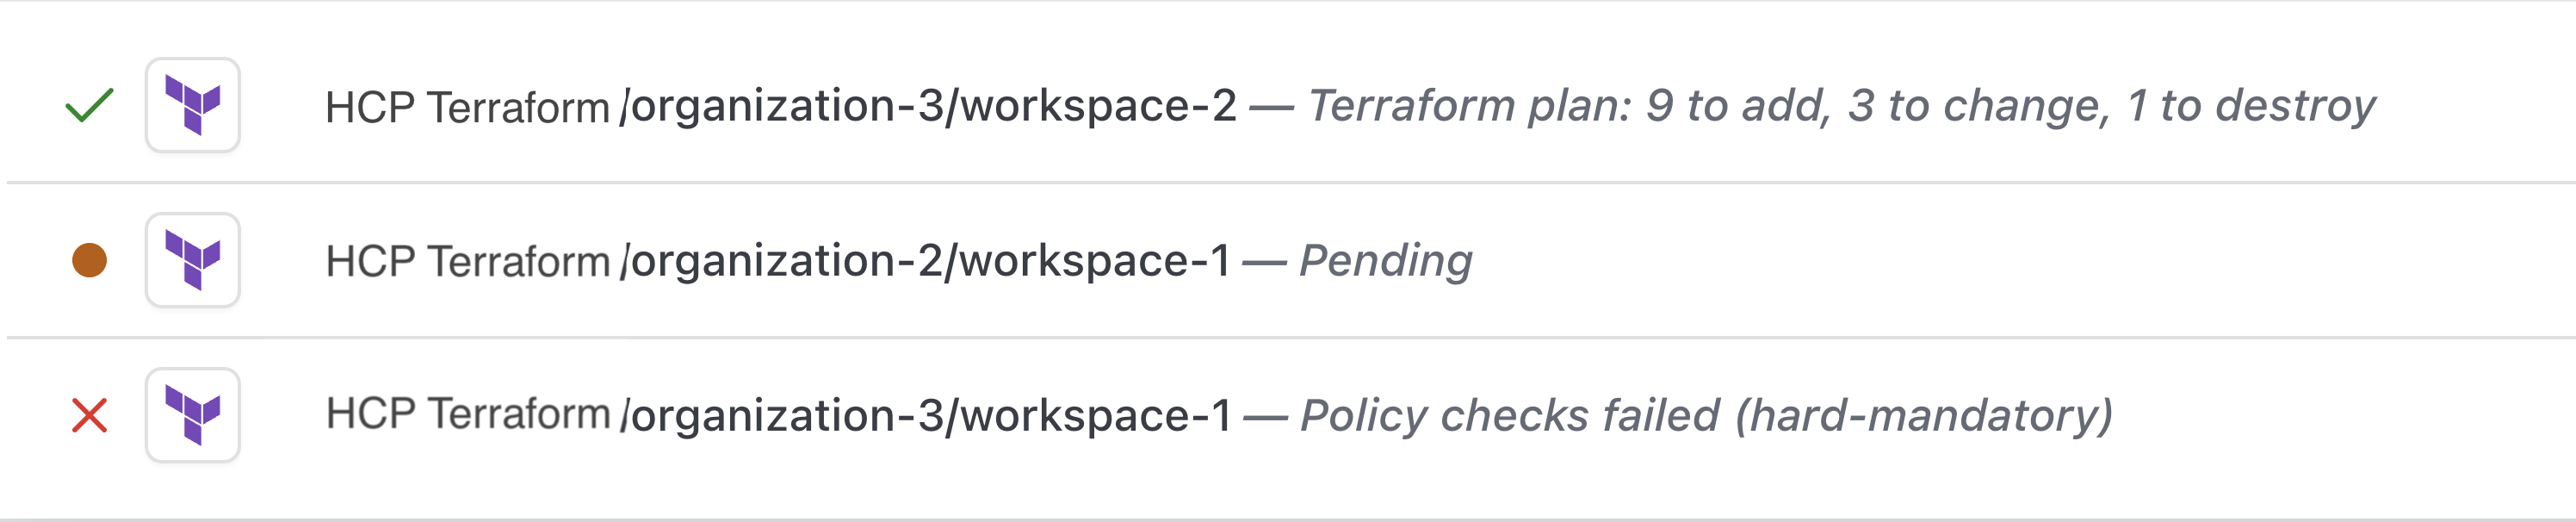 HCP Terraform /organization-3/workspace-2 — Terraform plan: 9 to add, 3 to change, 1 to destroy
HCP Terraform /organization-2/workspace-1 — Pending
HCP Terraform /organization-3/workspace-1 — Policy checks failed (hard-mandatory)